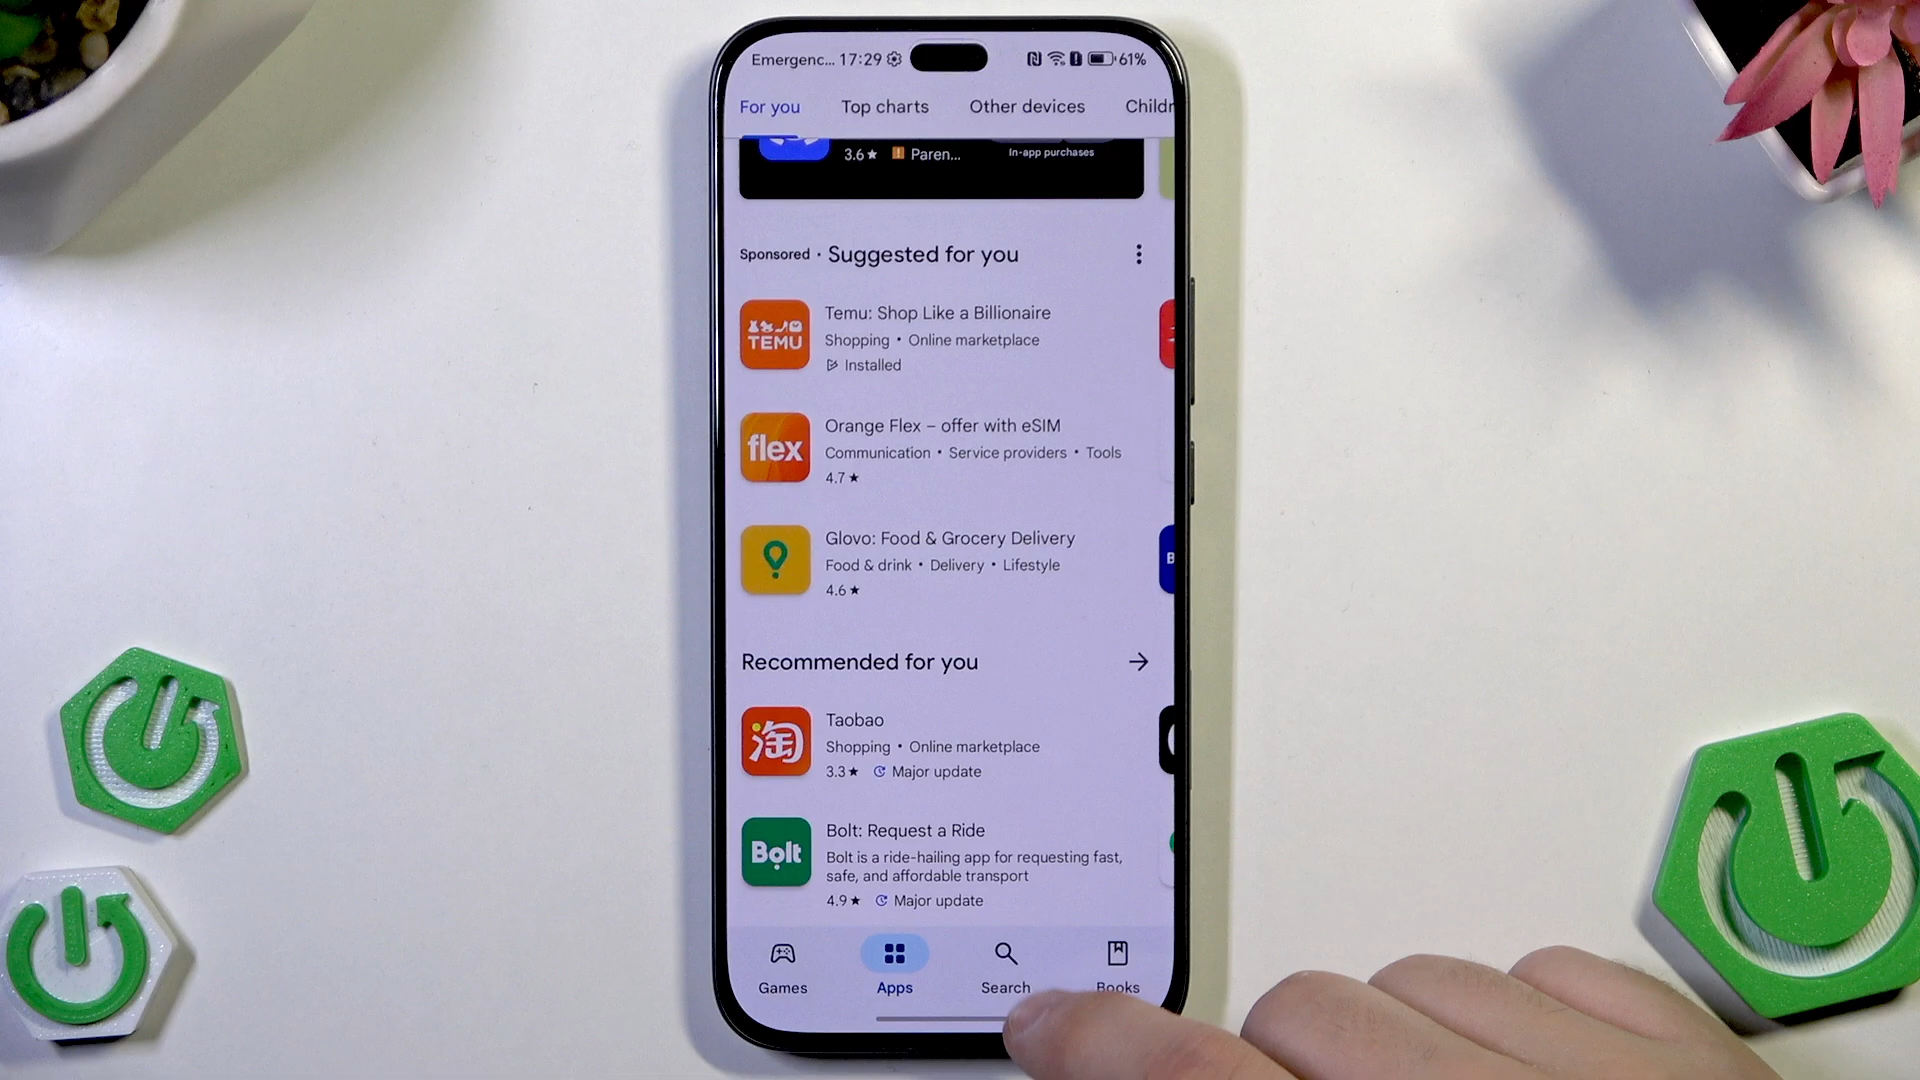 Emergenc... 17:29 61%
For you Top charts Other devices Childr
3.6★ Paren... In-app purchases
Sponsored · Suggested for you
TEMU
Temu: Shop Like a Billionaire
Shopping • Online marketplace
Installed
flex
Orange Flex – offer with eSIM
Communication • Service providers • Tools
4.7★
Glovo: Food & Grocery Delivery
Food & drink • Delivery • Lifestyle
4.6★
B
Recommended for you
淘
Taobao
Shopping • Online marketplace
3.3★ Major update
Bolt
Bolt: Request a Ride
Bolt is a ride-hailing app for requesting fast,
safe, and affordable transport
4.9★ Major update
Games Apps Search Books